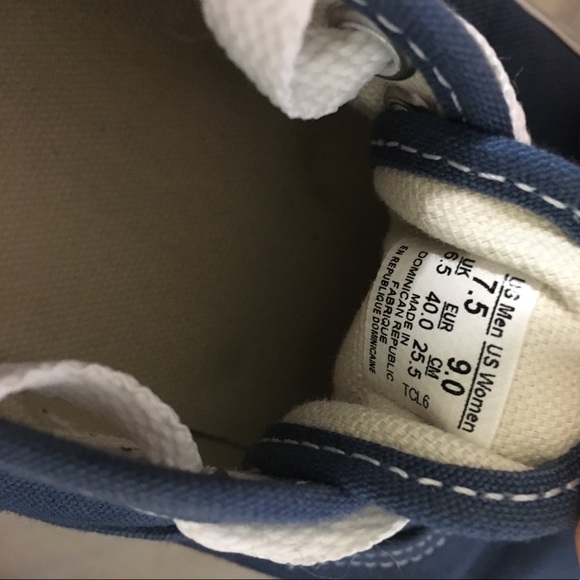 US Men US Women
7.5 9.0
UK EUR CM
6.5 40.0 25.5
MADE IN TCL6
DOMINICAN REPUBLIC
FABRIQUE
EN REPUBLIQUE DOMINICAINE